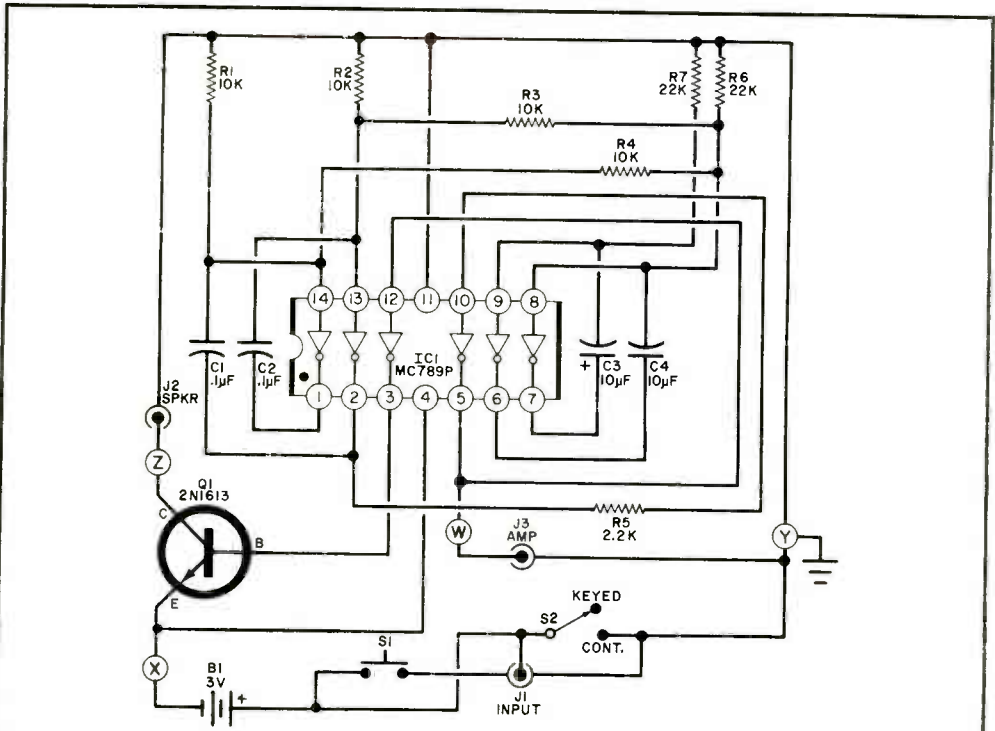 R1
10K
R2
10K
R7
22K
R6
22K
R3
10K
R4
10K
14 13 12 11 10 9 8
IC1
MC789P
C1
.1µF
C2
.1µF
+ C3
10µF
C4
10µF
1 2 3 4 5 6 7
J2
SPKR
Z
Q1
2N1613
C
B
E
R5
2.2K
W
J3
AMP
Y
KEYED
S2
CONT.
S1
X
B1
3V
+
J1
INPUT